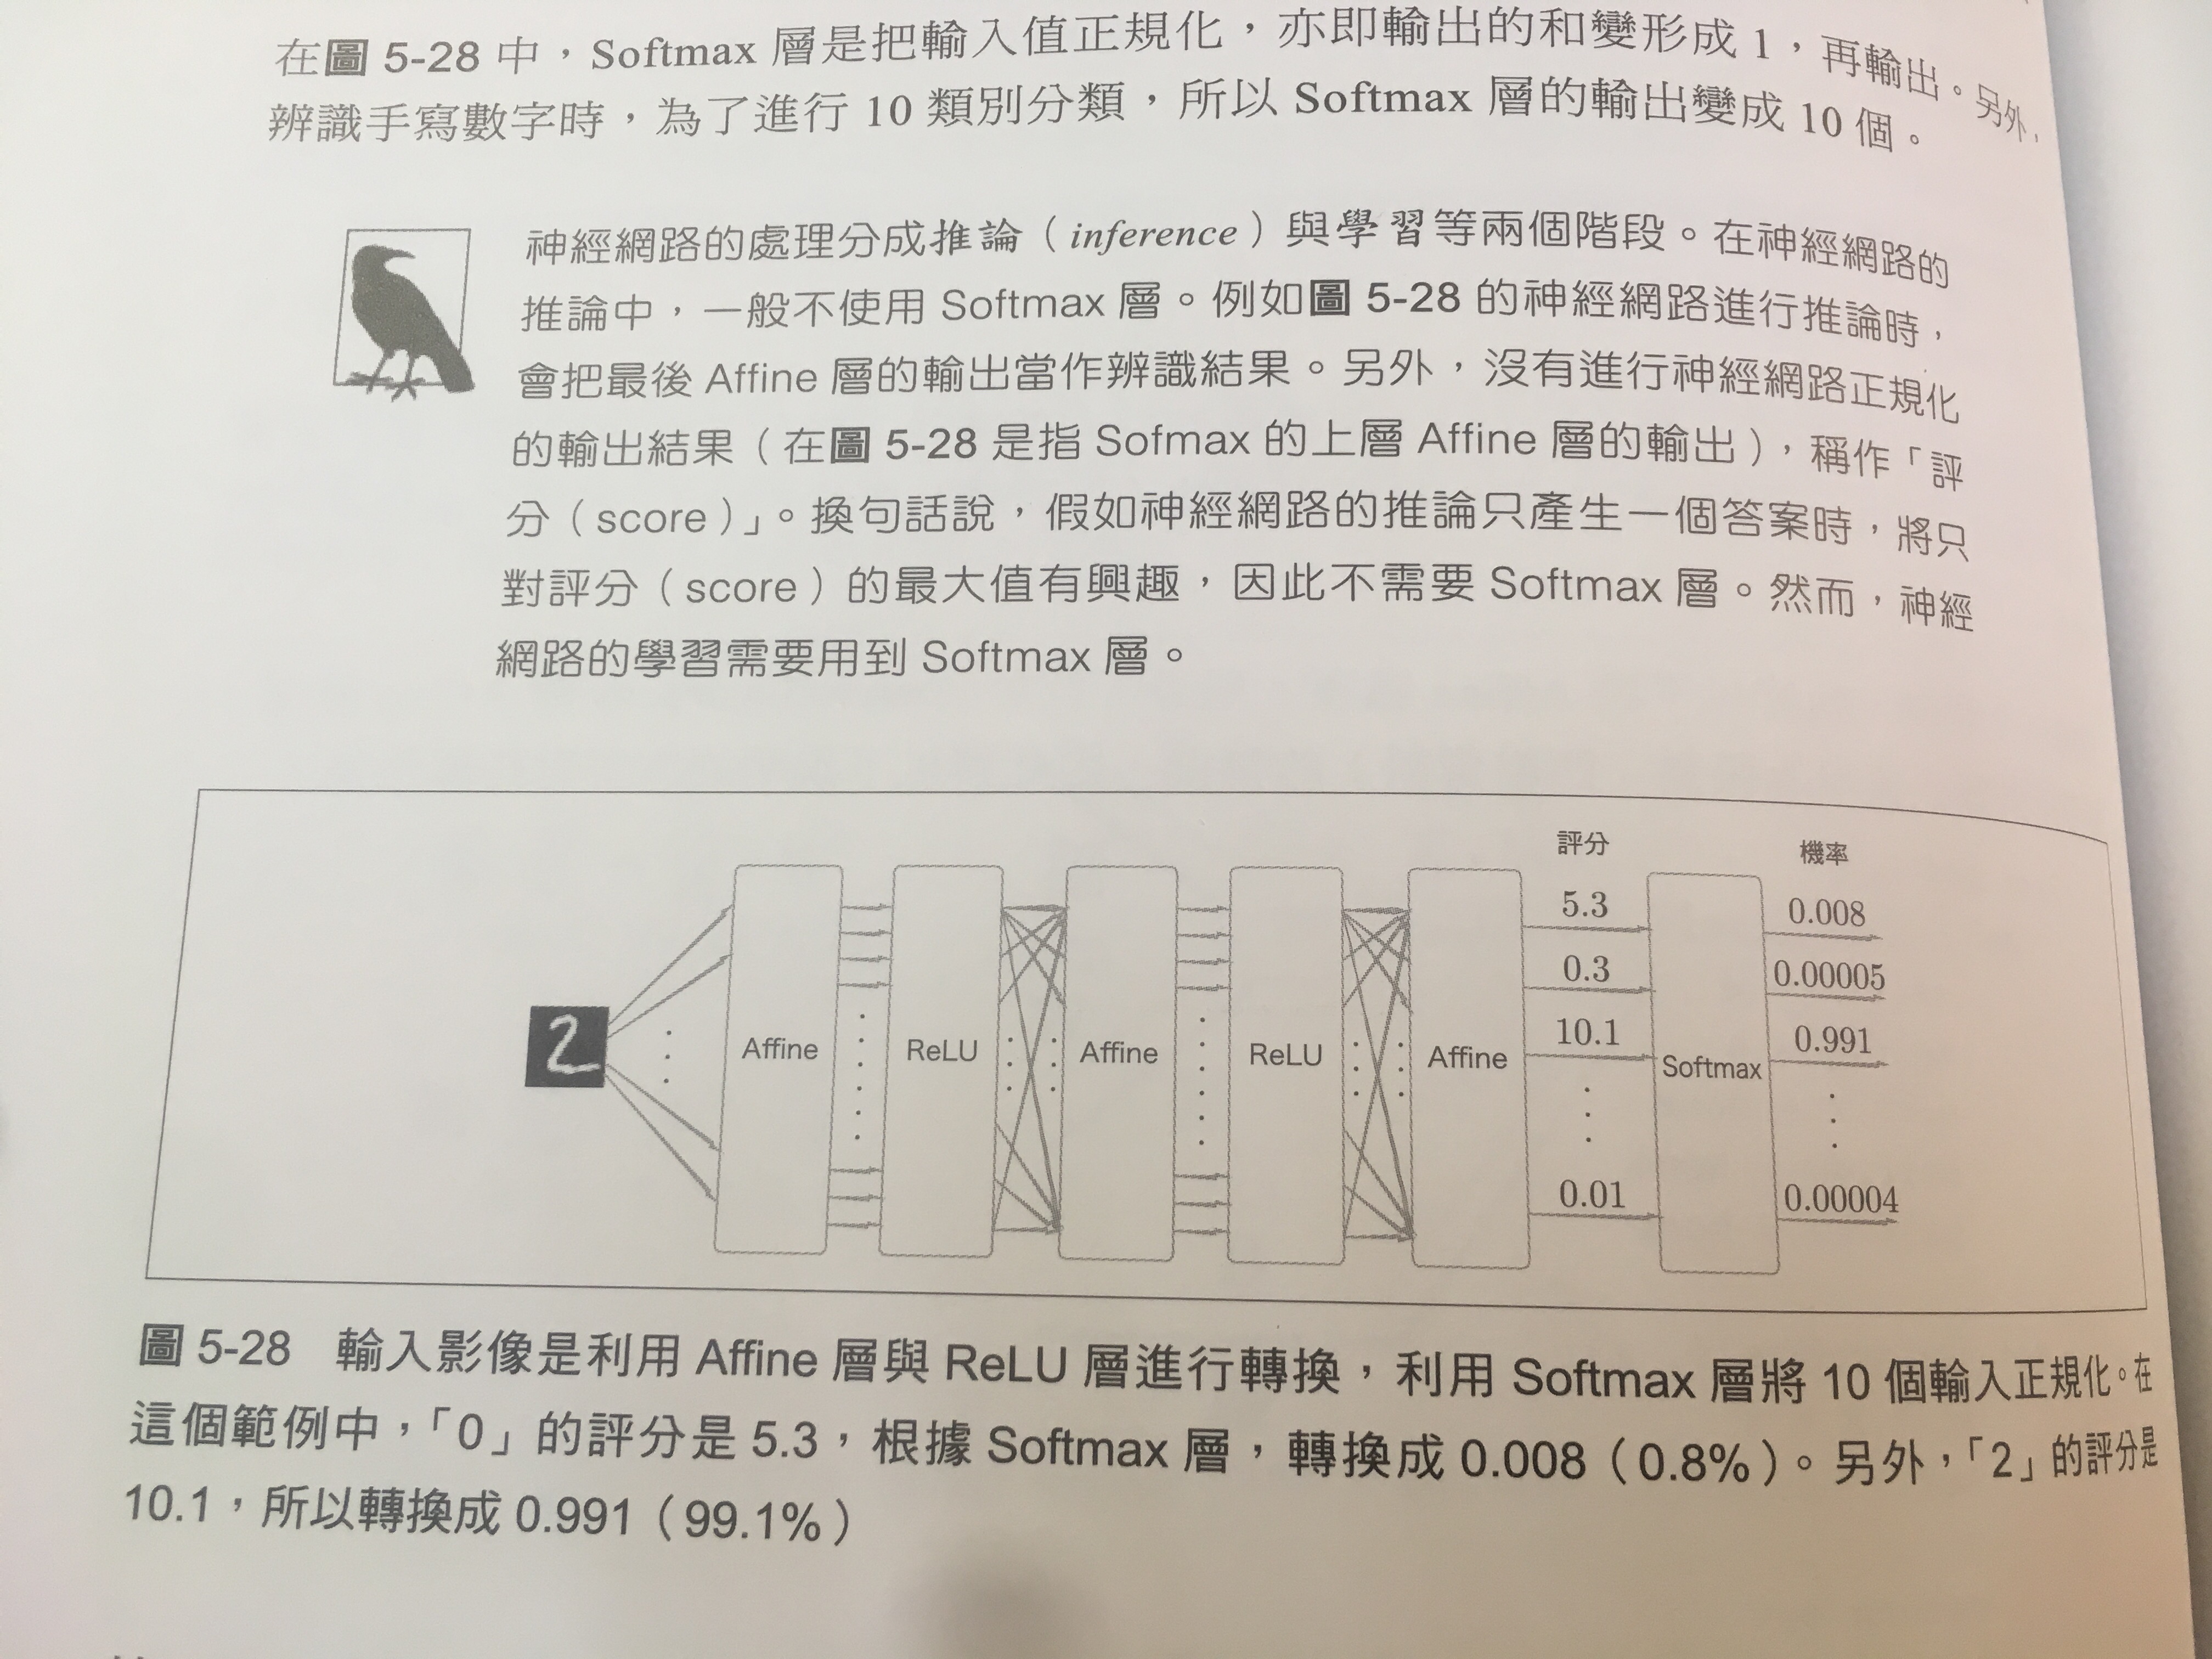 在圖 5-28 中，Softmax 層是把輸入值正規化，亦即輸出的和變形成 1，再輸出。另外，
辨識手寫數字時，為了進行 10 類別分類，所以 Softmax 層的輸出變成 10 個。
神經網路的處理分成推論（inference）與學習等兩個階段。在神經網路的
推論中，一般不使用 Softmax 層。例如圖 5-28 的神經網路進行推論時，
會把最後 Affine 層的輸出當作辨識結果。另外，沒有進行神經網路正規化
的輸出結果（在圖 5-28 是指 Sofmax 的上層 Affine 層的輸出），稱作「評
分（score）」。換句話說，假如神經網路的推論只產生一個答案時，將只
對評分（score）的最大值有興趣，因此不需要 Softmax 層。然而，神經
網路的學習需要用到 Softmax 層。
評分 機率
5.3 0.008
0.3 0.00005
10.1 0.991
2 Affine ReLU Affine ReLU Affine Softmax
0.01 0.00004
圖 5-28 輸入影像是利用 Affine 層與 ReLU 層進行轉換，利用 Softmax 層將 10 個輸入正規化。在
這個範例中，「0」的評分是 5.3，根據 Softmax 層，轉換成 0.008（0.8%）。另外，「2」的評分是
10.1，所以轉換成 0.991（99.1%）